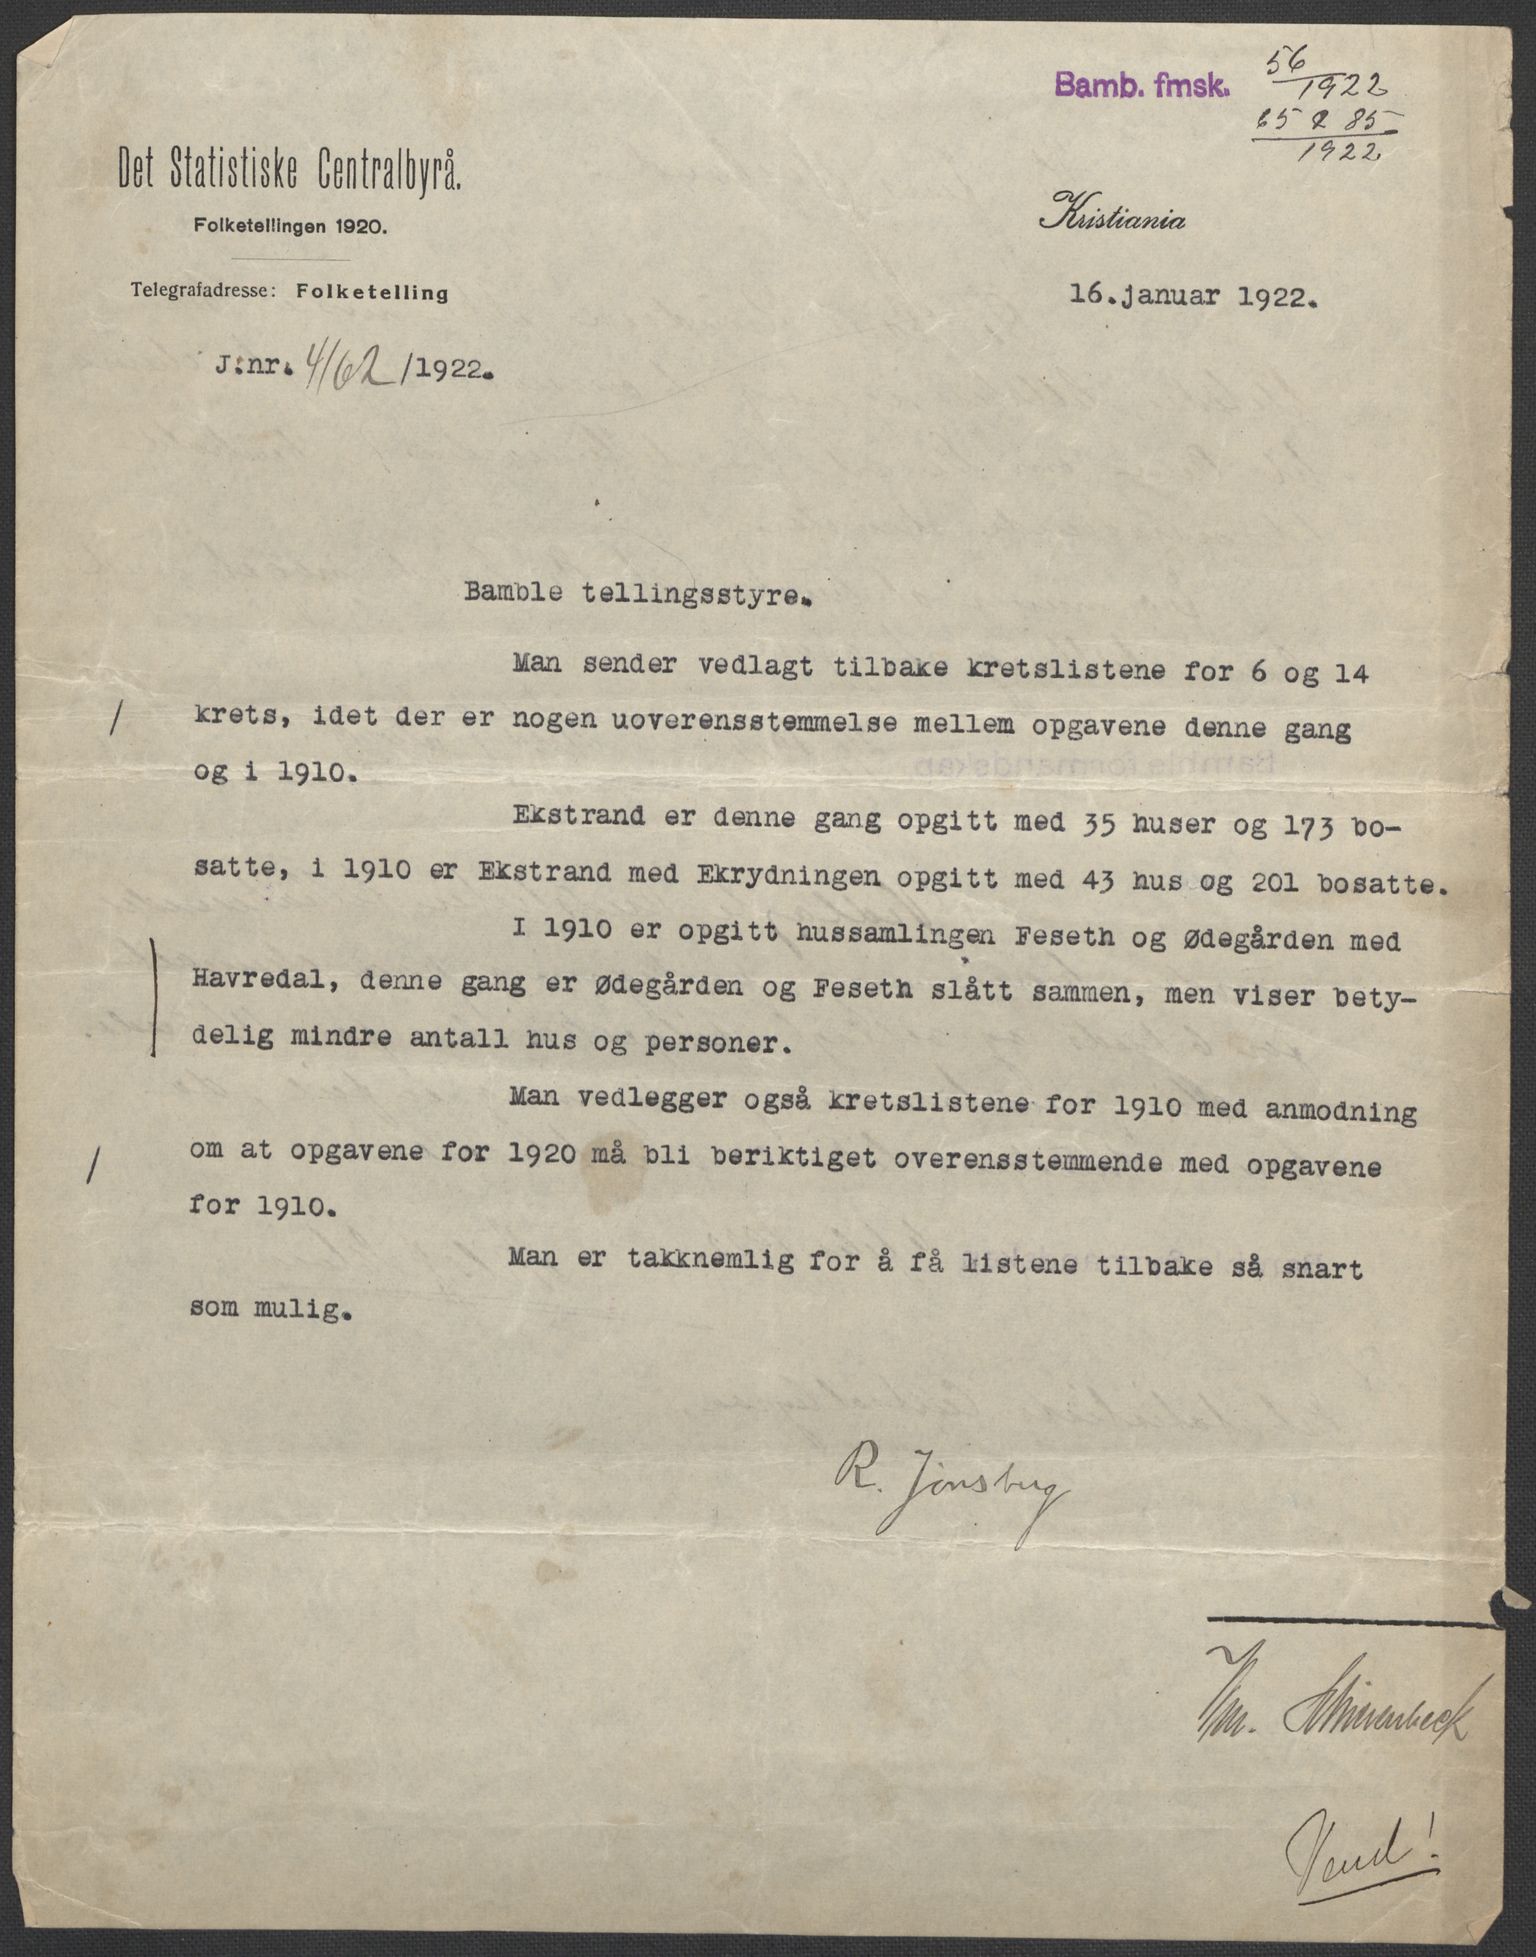 Bamb. fmsk. 56
1922
65 & 85
1922
Det Statistiske Centralbyrå.
Folketellingen 1920.
Telegrafadresse: Folketelling
Kristiania
16.januar 1922.
J.nr. 4/62/1922.
Bamble tellingsstyre.
Man sender vedlagt tilbake kretslistene for 6 og 14
krets, idet der er nogen uoverensstemmelse mellem opgavene denne gang
og i 1910.
Ekstrand er denne gang opgitt med 35 huser og 173 bo-
satte, i 1910 er Ekstrand med Ekrydningen opgitt med 43 hus og 201 bosatte.
I 1910 er opgitt hussamlingen Feseth og Ødegården med
Havredal, denne gang er Ødegården og Feseth slått sammen, men viser bety-
delig mindre antall hus og personer.
Man vedlegger også kretslistene for 1910 med anmodning
om at opgavene for 1920 må bli beriktiget overensstemmende med opgavene
for 1910.
Man er takknemlig for å få listene tilbake så snart
som mulig.
R. Jonsberg
Vend!